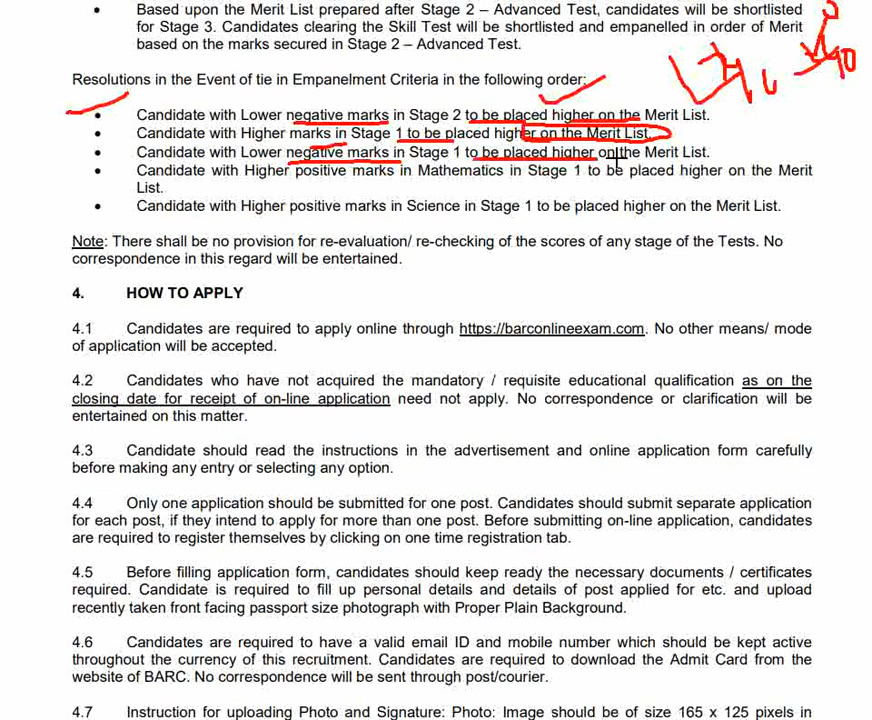 • Based upon the Merit List prepared after Stage 2 – Advanced Test, candidates will be shortlisted
for Stage 3. Candidates clearing the Skill Test will be shortlisted and empanelled in order of Merit
based on the marks secured in Stage 2 – Advanced Test.
Resolutions in the Event of tie in Empanelment Criteria in the following order:
• Candidate with Lower negative marks in Stage 2 to be placed higher on the Merit List.
• Candidate with Higher marks in Stage 1 to be placed higher on the Merit List.
• Candidate with Lower negative marks in Stage 1 to be placed higher on the Merit List.
• Candidate with Higher positive marks in Mathematics in Stage 1 to be placed higher on the Merit
List.
• Candidate with Higher positive marks in Science in Stage 1 to be placed higher on the Merit List.
Note: There shall be no provision for re-evaluation/ re-checking of the scores of any stage of the Tests. No
correspondence in this regard will be entertained.
4. HOW TO APPLY
4.1 Candidates are required to apply online through https://barconlineexam.com. No other means/ mode
of application will be accepted.
4.2 Candidates who have not acquired the mandatory / requisite educational qualification as on the
closing date for receipt of on-line application need not apply. No correspondence or clarification will be
entertained on this matter.
4.3 Candidate should read the instructions in the advertisement and online application form carefully
before making any entry or selecting any option.
4.4 Only one application should be submitted for one post. Candidates should submit separate application
for each post, if they intend to apply for more than one post. Before submitting on-line application, candidates
are required to register themselves by clicking on one time registration tab.
4.5 Before filling application form, candidates should keep ready the necessary documents / certificates
required. Candidate is required to fill up personal details and details of post applied for etc. and upload
recently taken front facing passport size photograph with Proper Plain Background.
4.6 Candidates are required to have a valid email ID and mobile number which should be kept active
throughout the currency of this recruitment. Candidates are required to download the Admit Card from the
website of BARC. No correspondence will be sent through post/courier.
4.7 Instruction for uploading Photo and Signature: Photo: Image should be of size 165 x 125 pixels in